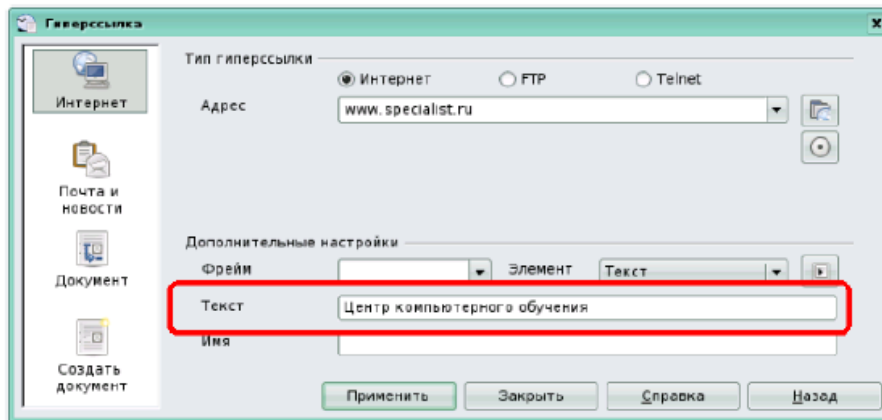 Гиперссылка
Интернет
Почта и
новости
Документ
Создать
документ
Тип гиперссылки
Интернет FTP Telnet
Адрес www.specialist.ru
Дополнительные настройки
Фрейм Элемент Текст
Текст Центр компьютерного обучения
Имя
Применить Закрыть Справка Назад